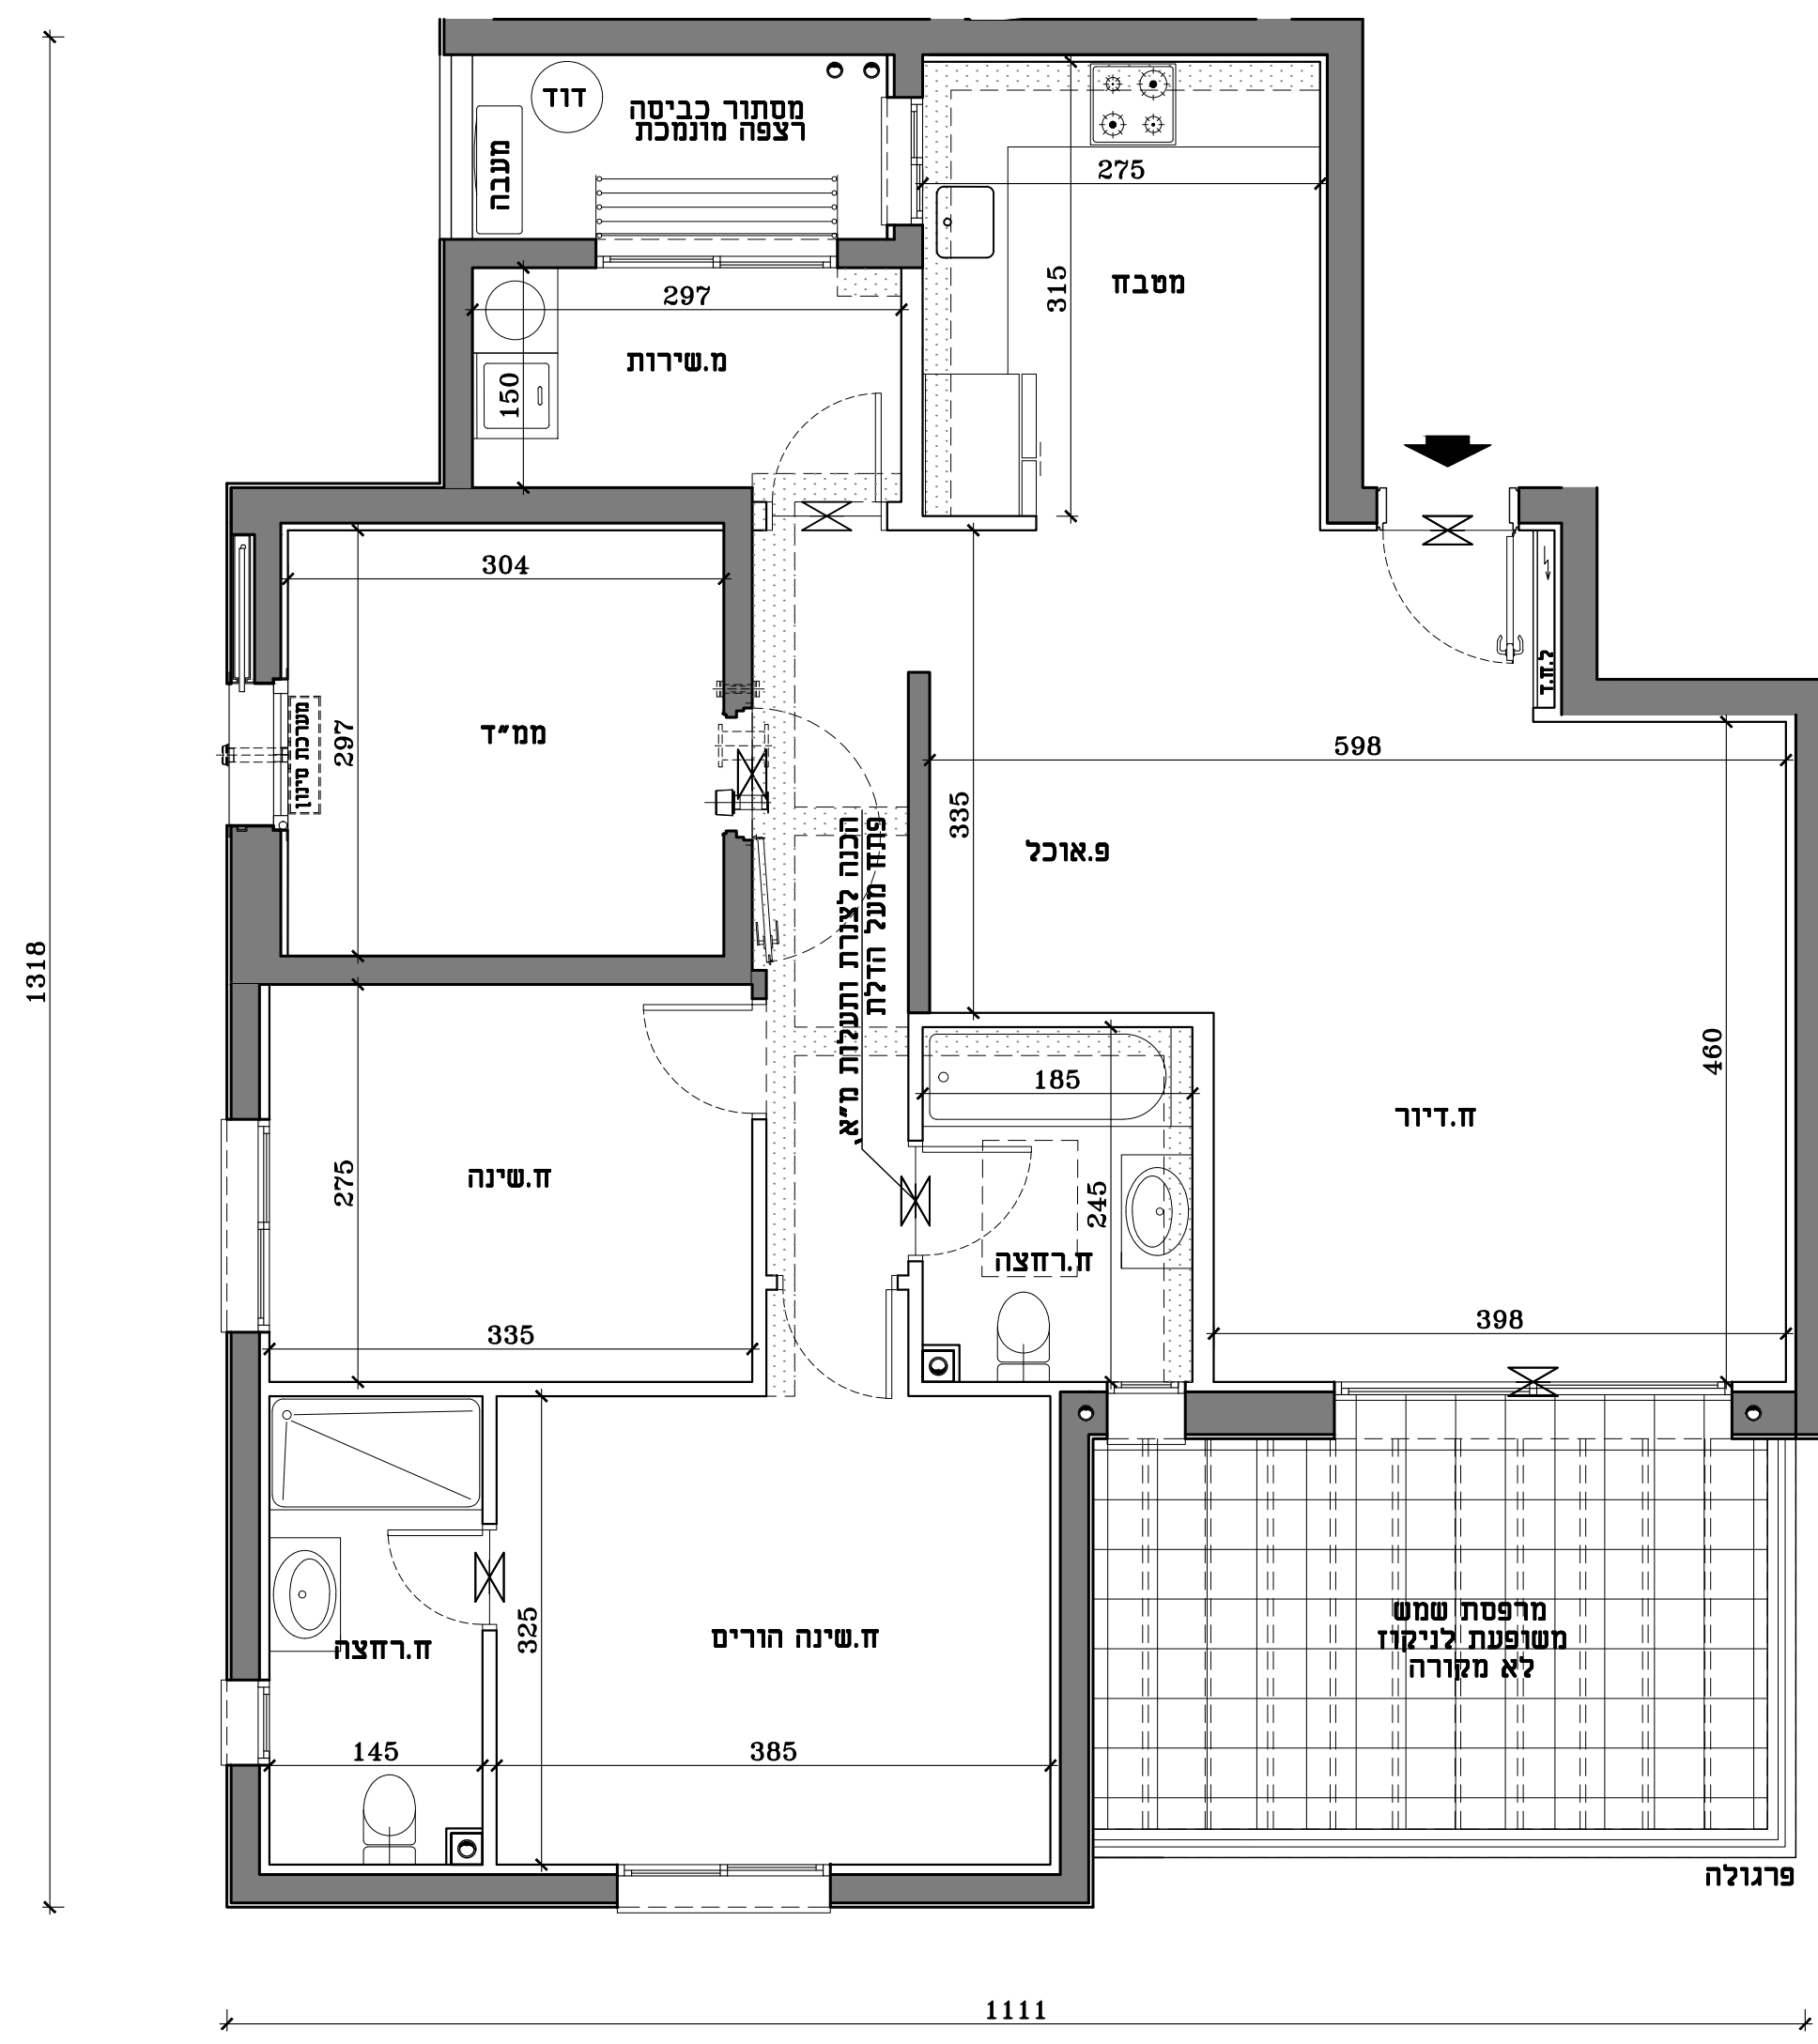 דוד
מסתור כביסה
רצפה מונמכת
מעבה
275
315
מטבח
297
מ.שירות
150
304
297
ממ״ד
מערכת סינון
ל.ח.ד
598
335
פ.אוכל
460
הכנה לצנרת ותעלות מ״א,
פתח מעל הדלת
1318
185
ח.דיור
275
ח.שינה
245
ח.רחצה
335
398
325
ח.שינה הורים
ח.רחצה
מרפסת שמש
משופעת לניקוז
לא מקורה
145
385
פרגולה
1111